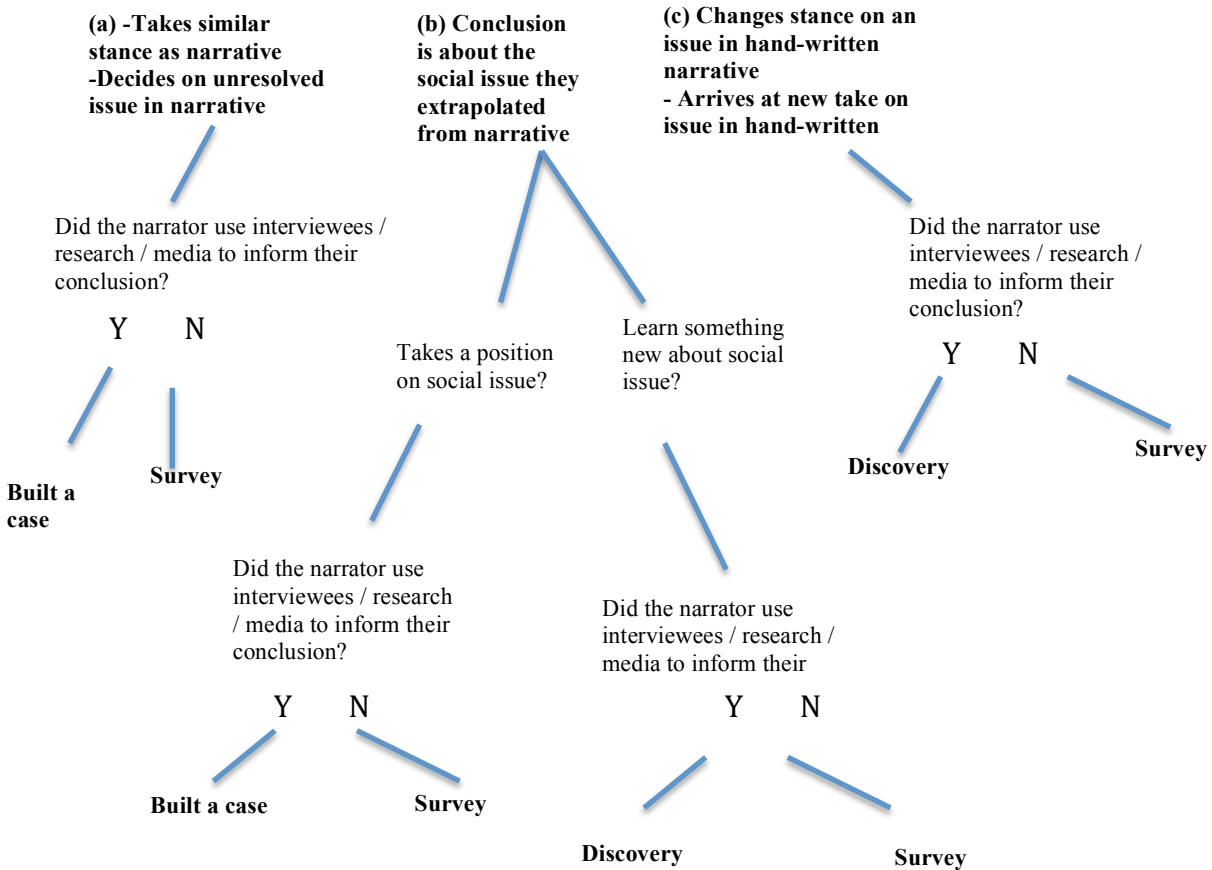 (a) -Takes similar
stance as narrative
-Decides on unresolved
issue in narrative
(b) Conclusion
is about the
social issue they
extrapolated
from narrative
(c) Changes stance on an
issue in hand-written
narrative
- Arrives at new take on
issue in hand-written
Did the narrator use interviewees /
research / media to inform their
conclusion?
Y N
Built a
case
Survey
Takes a position
on social issue?
Learn something
new about social
issue?
Did the narrator use
interviewees / research /
media to inform their
conclusion?
Y N
Discovery
Survey
Did the narrator use
interviewees / research
/ media to inform their
conclusion?
Y N
Built a case
Survey
Did the narrator use
interviewees / research /
media to inform their
Y N
Discovery
Survey